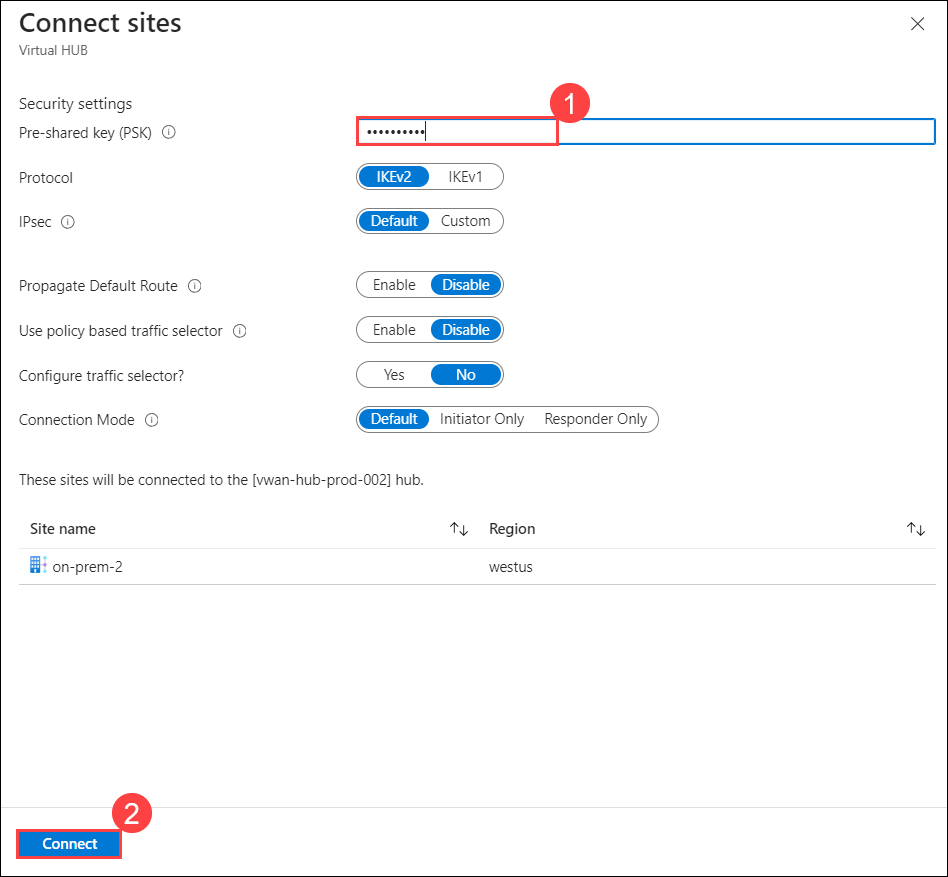 Connect sites
Virtual HUB
Security settings
Pre-shared key (PSK)
••••••••••
1
Protocol IKEv2 IKEv1
IPsec Default Custom
Propagate Default Route Enable Disable
Use policy based traffic selector Enable Disable
Configure traffic selector? Yes No
Connection Mode Default Initiator Only Responder Only
These sites will be connected to the [vwan-hub-prod-002] hub.
Site name Region
on-prem-2 westus
2
Connect